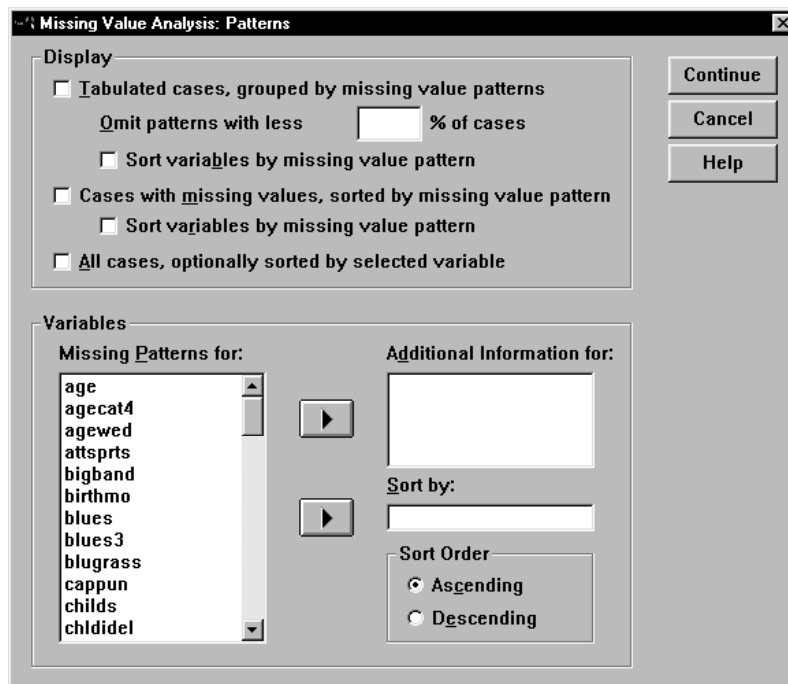 Missing Value Analysis: Patterns
Display
Tabulated cases, grouped by missing value patterns
Omit patterns with less % of cases
Sort variables by missing value pattern
Cases with missing values, sorted by missing value pattern
Sort variables by missing value pattern
All cases, optionally sorted by selected variable
Continue
Cancel
Help
Variables
Missing Patterns for:
age
agecat4
agewed
attsprts
bigband
birthmo
blues
blues3
blugrass
cappun
childs
chldidel
Additional Information for:
Sort by:
Sort Order
Ascending
Descending